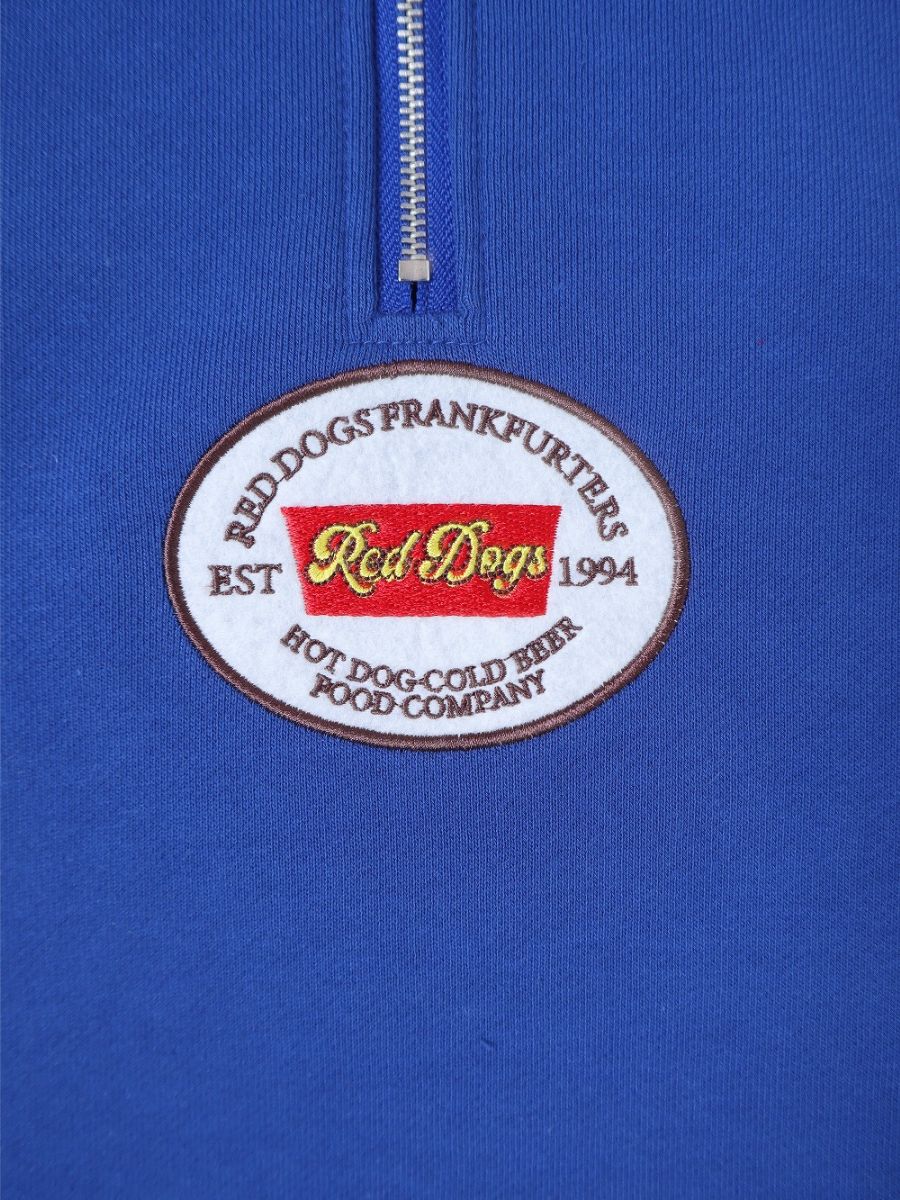 RED DOGS FRANKFURTERS
EST
Red Dogs
1994
HOT DOG-COLD BEER
FOOD COMPANY